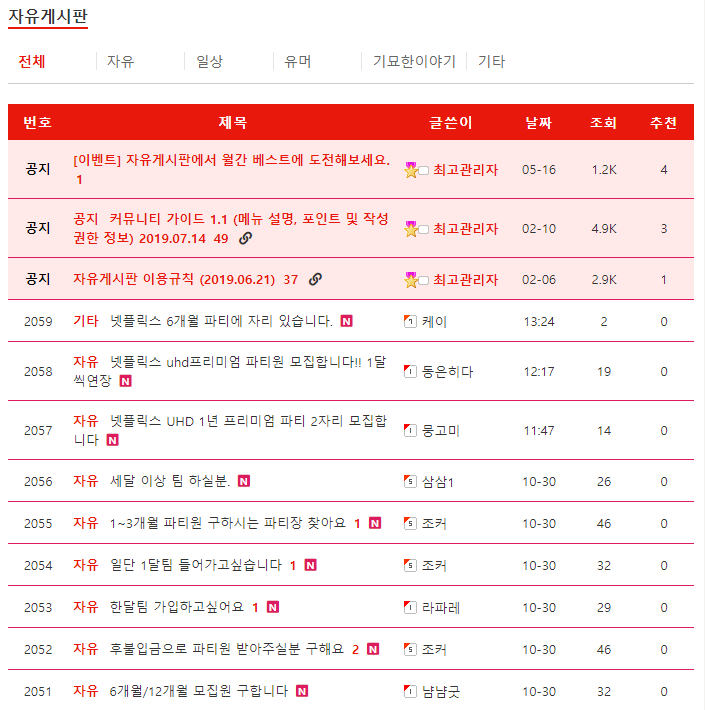 자유게시판
전체 자유 일상 유머 기묘한이야기 기타
번호 제목 글쓴이 날짜 조회 추천
공지 [이벤트] 자유게시판에서 월간 베스트에 도전해보세요. 1 최고관리자 05-16 1.2K 4
공지 공지 커뮤니티 가이드 1.1 (메뉴 설명, 포인트 및 작성
권한 정보) 2019.07.14 49 최고관리자 02-10 4.9K 3
공지 자유게시판 이용규칙 (2019.06.21) 37 최고관리자 02-06 2.9K 1
2059 기타 넷플릭스 6개월 파티에 자리 있습니다. N 7 케이 13:24 2 0
2058 자유 넷플릭스 uhd프리미엄 파티원 모집합니다!! 1달
씩연장 N 1 동은히다 12:17 19 0
2057 자유 넷플릭스 UHD 1년 프리미엄 파티 2자리 모집합
니다 N 1 몽고미 11:47 14 0
2056 자유 세달 이상 팀 하실분. N 5 삼삼1 10-30 26 0
2055 자유 1~3개월 파티원 구하시는 파티장 찾아요 1 N 5 조커 10-30 46 0
2054 자유 일단 1달팀 들어가고싶습니다 1 N 5 조커 10-30 32 0
2053 자유 한달팀 가입하고싶어요 1 N 1 라파레 10-30 29 0
2052 자유 후불입금으로 파티원 받아주실분 구해요 2 N 5 조커 10-30 46 0
2051 자유 6개월/12개월 모집원 구합니다 N 1 냠냠굿 10-30 32 0